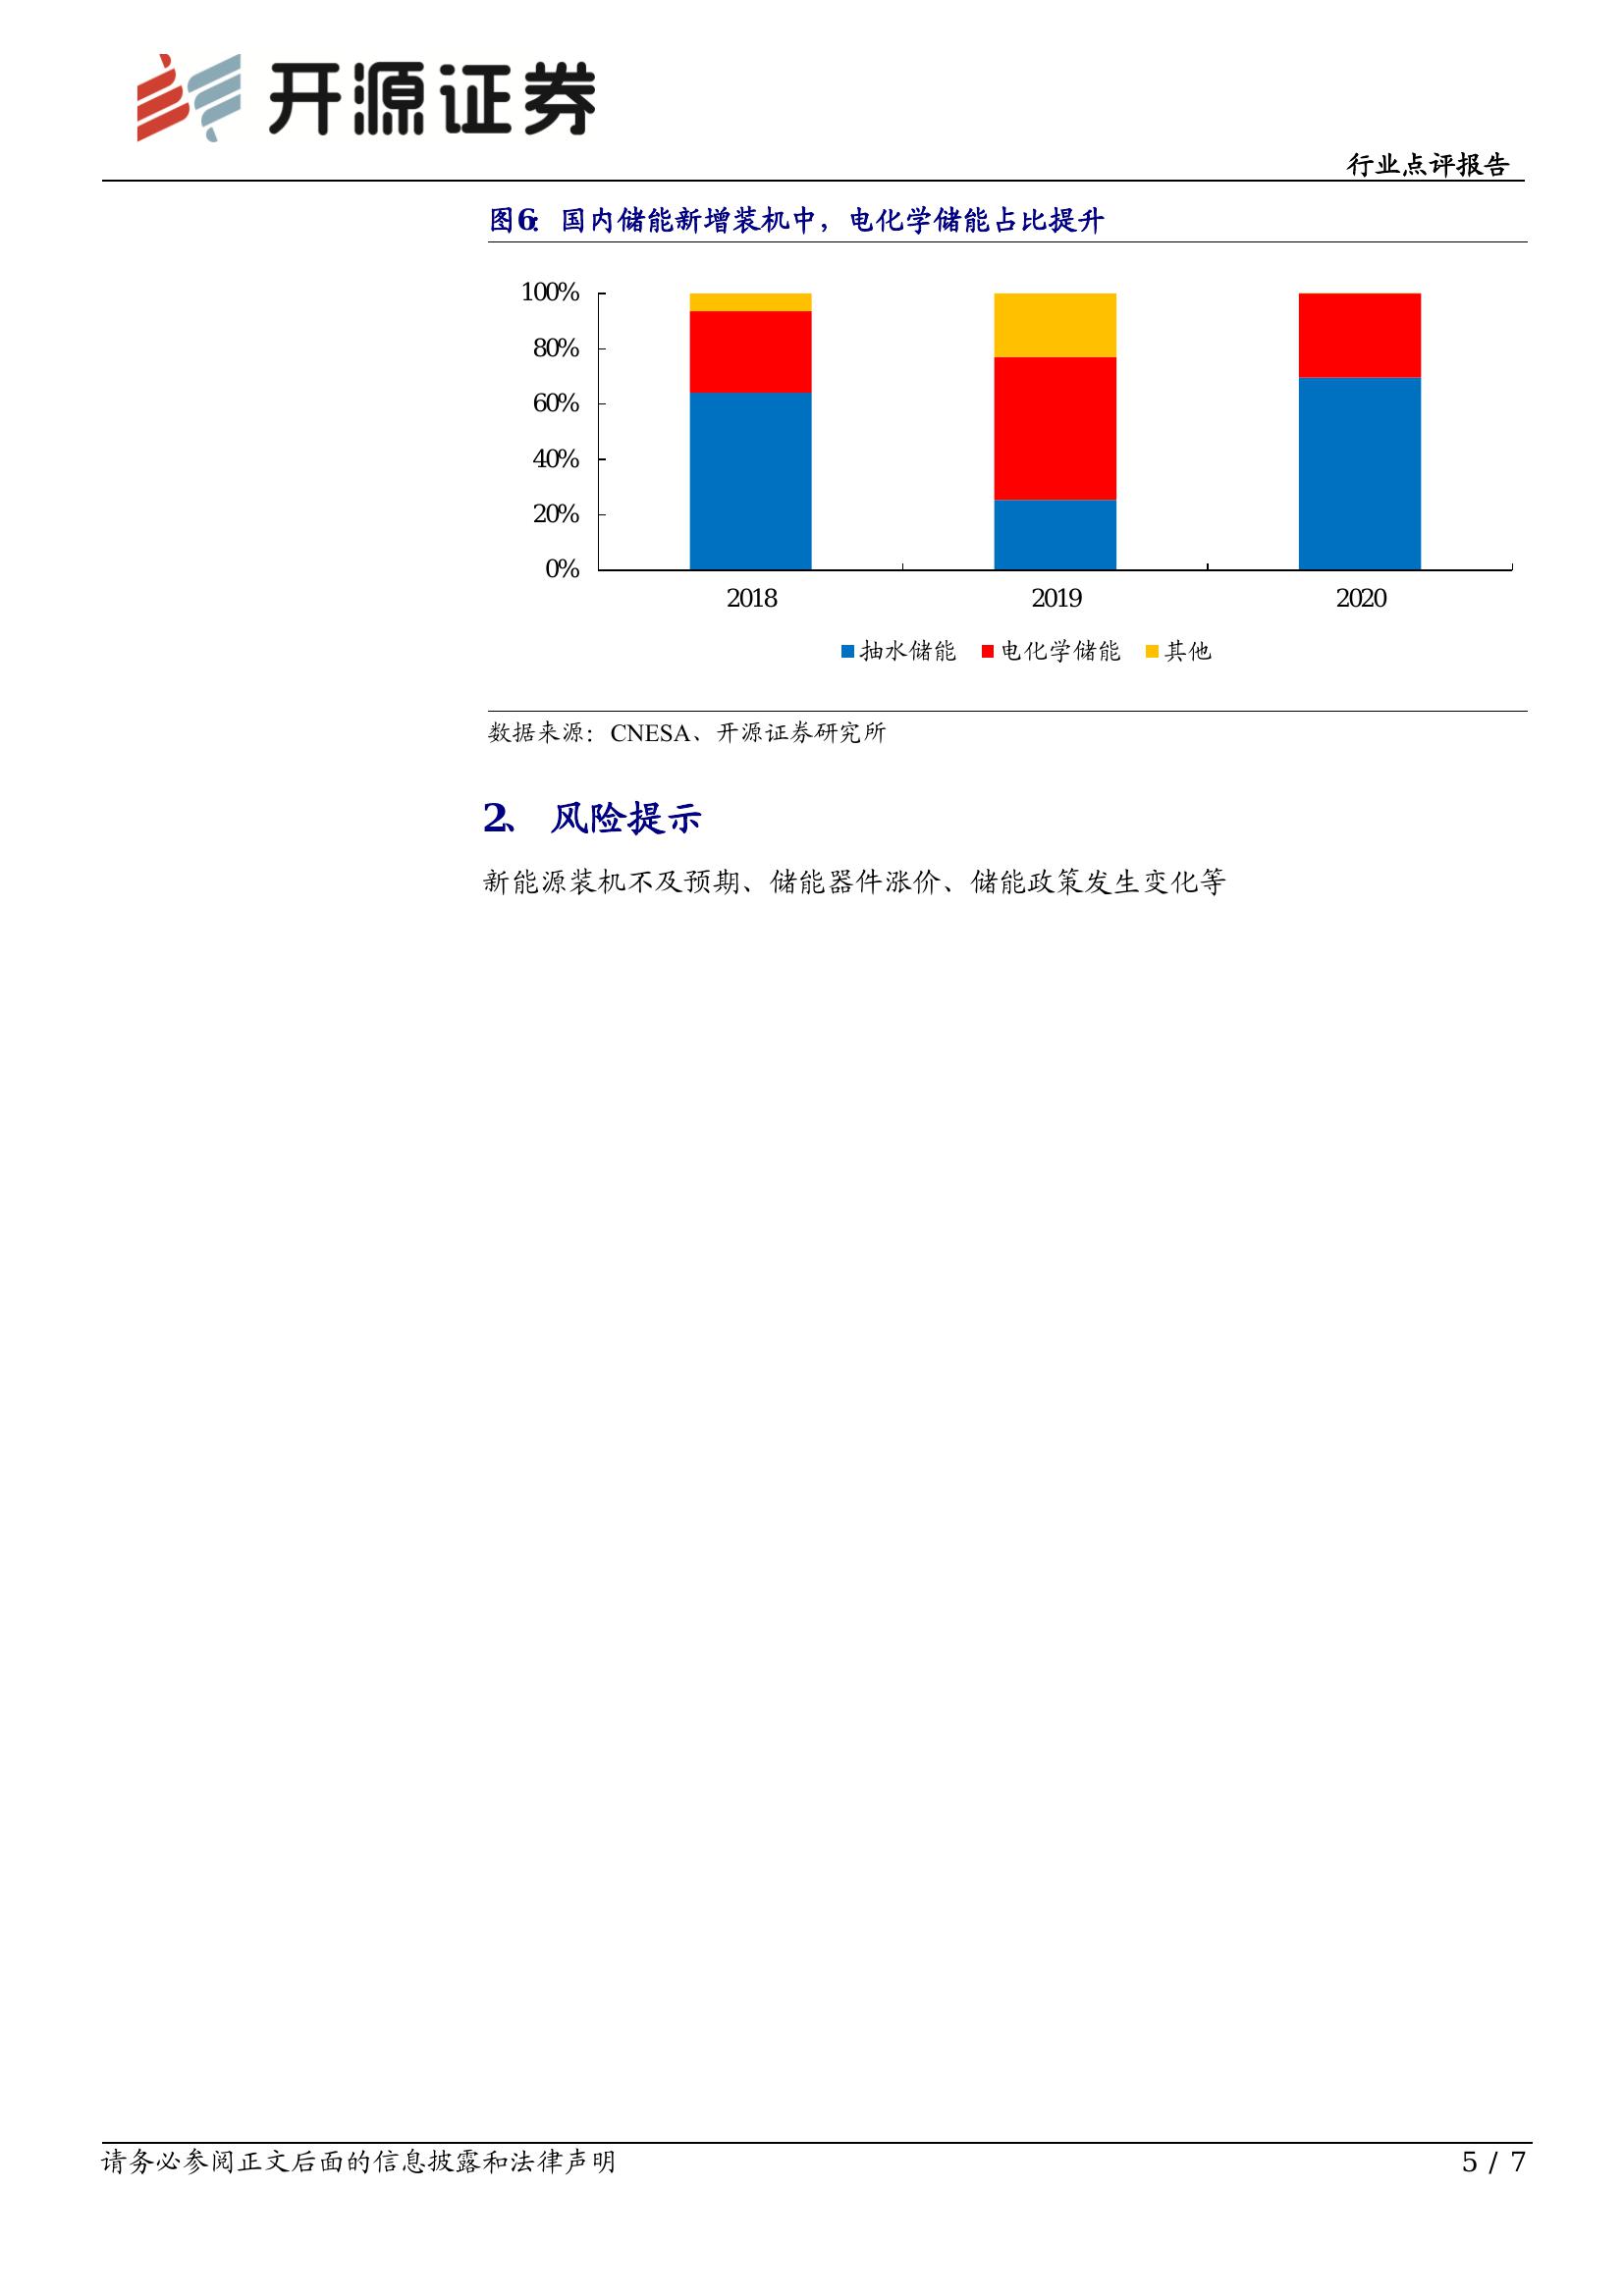 开源证券
行业点评报告
图6： 国内储能新增装机中，电化学储能占比提升
100%
80%
60%
40%
20%
0%
2018 2019 2020
抽水储能 电化学储能 其他
数据来源：CNESA、开源证券研究所
2、 风险提示
新能源装机不及预期、储能器件涨价、储能政策发生变化等
请务必参阅正文后面的信息披露和法律声明 5 / 7